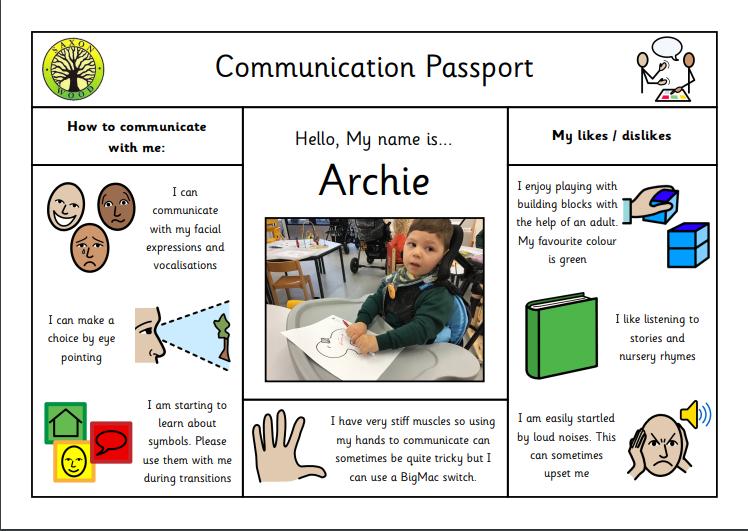 SAXON
WOOD
Communication Passport
How to communicate
with me:
I can
communicate
with my facial
expressions and
vocalisations
I can make a
choice by eye
pointing
I am starting to
learn about
symbols. Please
use them with me
during transitions
Hello, My name is...
Archie
I have very stiff muscles so using
my hands to communicate can
sometimes be quite tricky but I
can use a BigMac switch.
My likes / dislikes
I enjoy playing with
building blocks with
the help of an adult.
My favourite colour
is green
I like listening to
stories and
nursery rhymes
I am easily startled
by loud noises. This
can sometimes
upset me